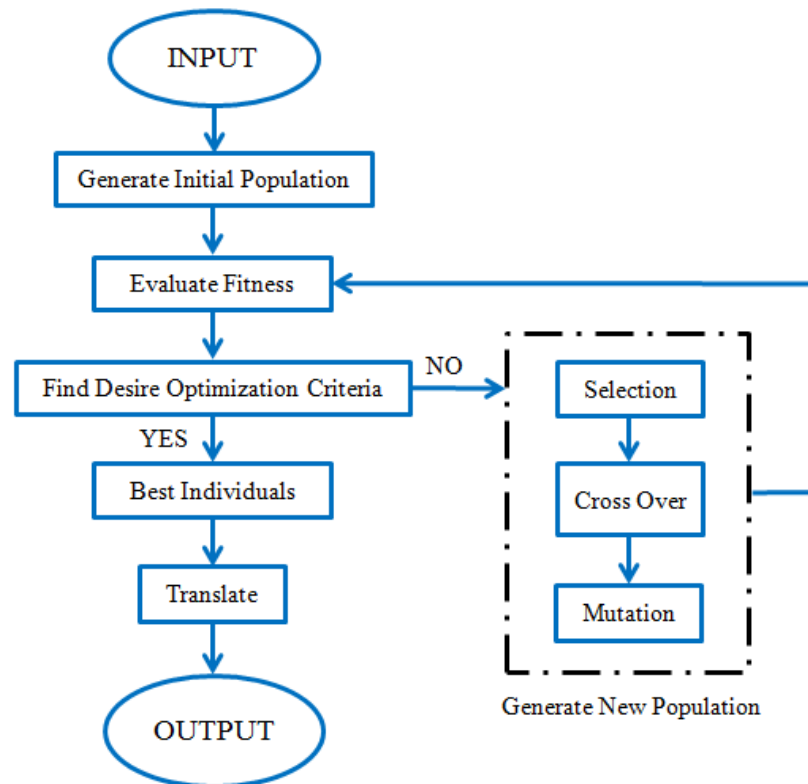 INPUT
Generate Initial Population
Evaluate Fitness
Find Desire Optimization Criteria
NO
YES
Best Individuals
Translate
OUTPUT
Selection
Cross Over
Mutation
Generate New Population